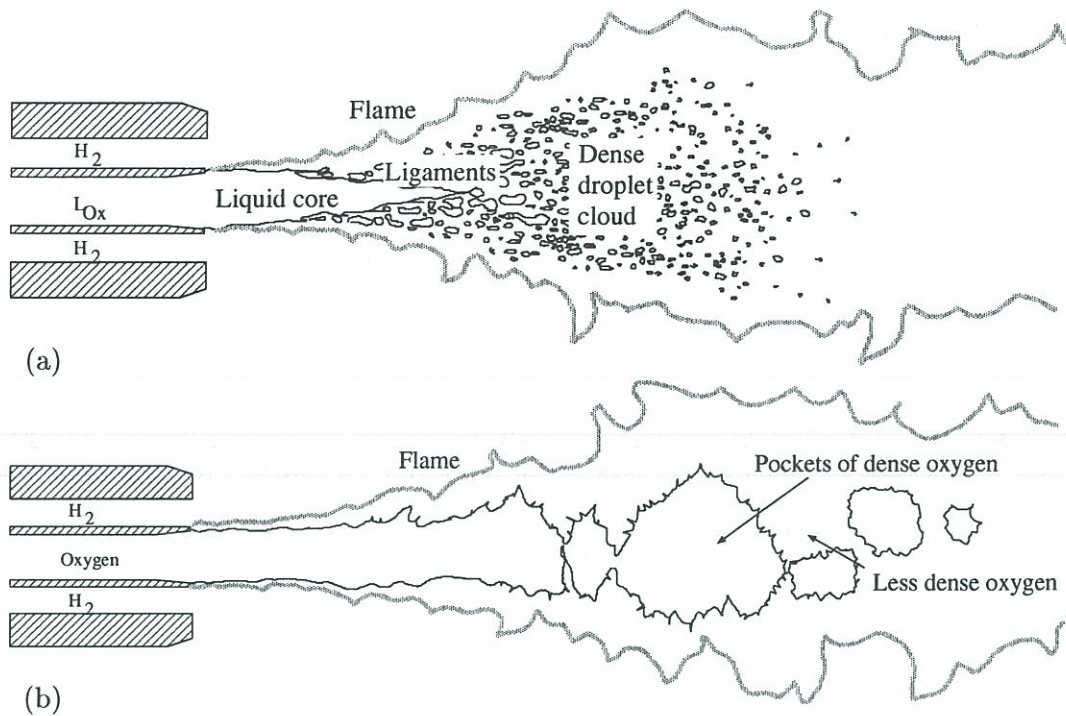 Flame
H2
Ligaments
Dense
droplet
cloud
LOx
Liquid core
H2
(a)
Flame
Pockets of dense oxygen
H2
Oxygen
Less dense oxygen
H2
(b)